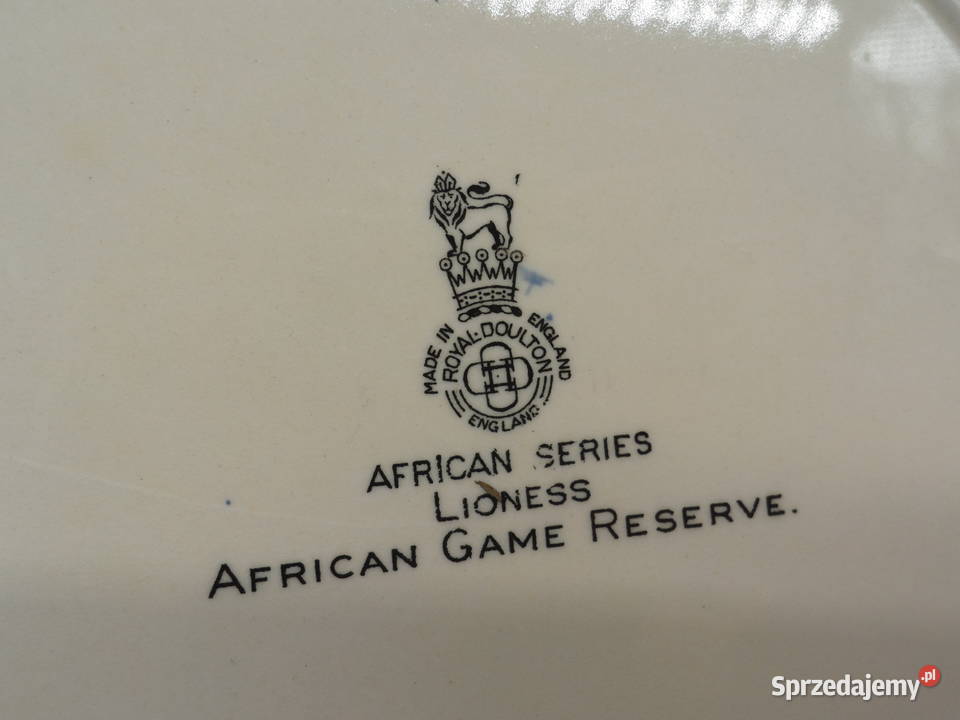 MADE IN ENGLAND
ROYAL·DOULTON
ENGLAND
AFRICAN SERIES
LIONESS
AFRICAN GAME RESERVE.
Sprzedajemy.pl